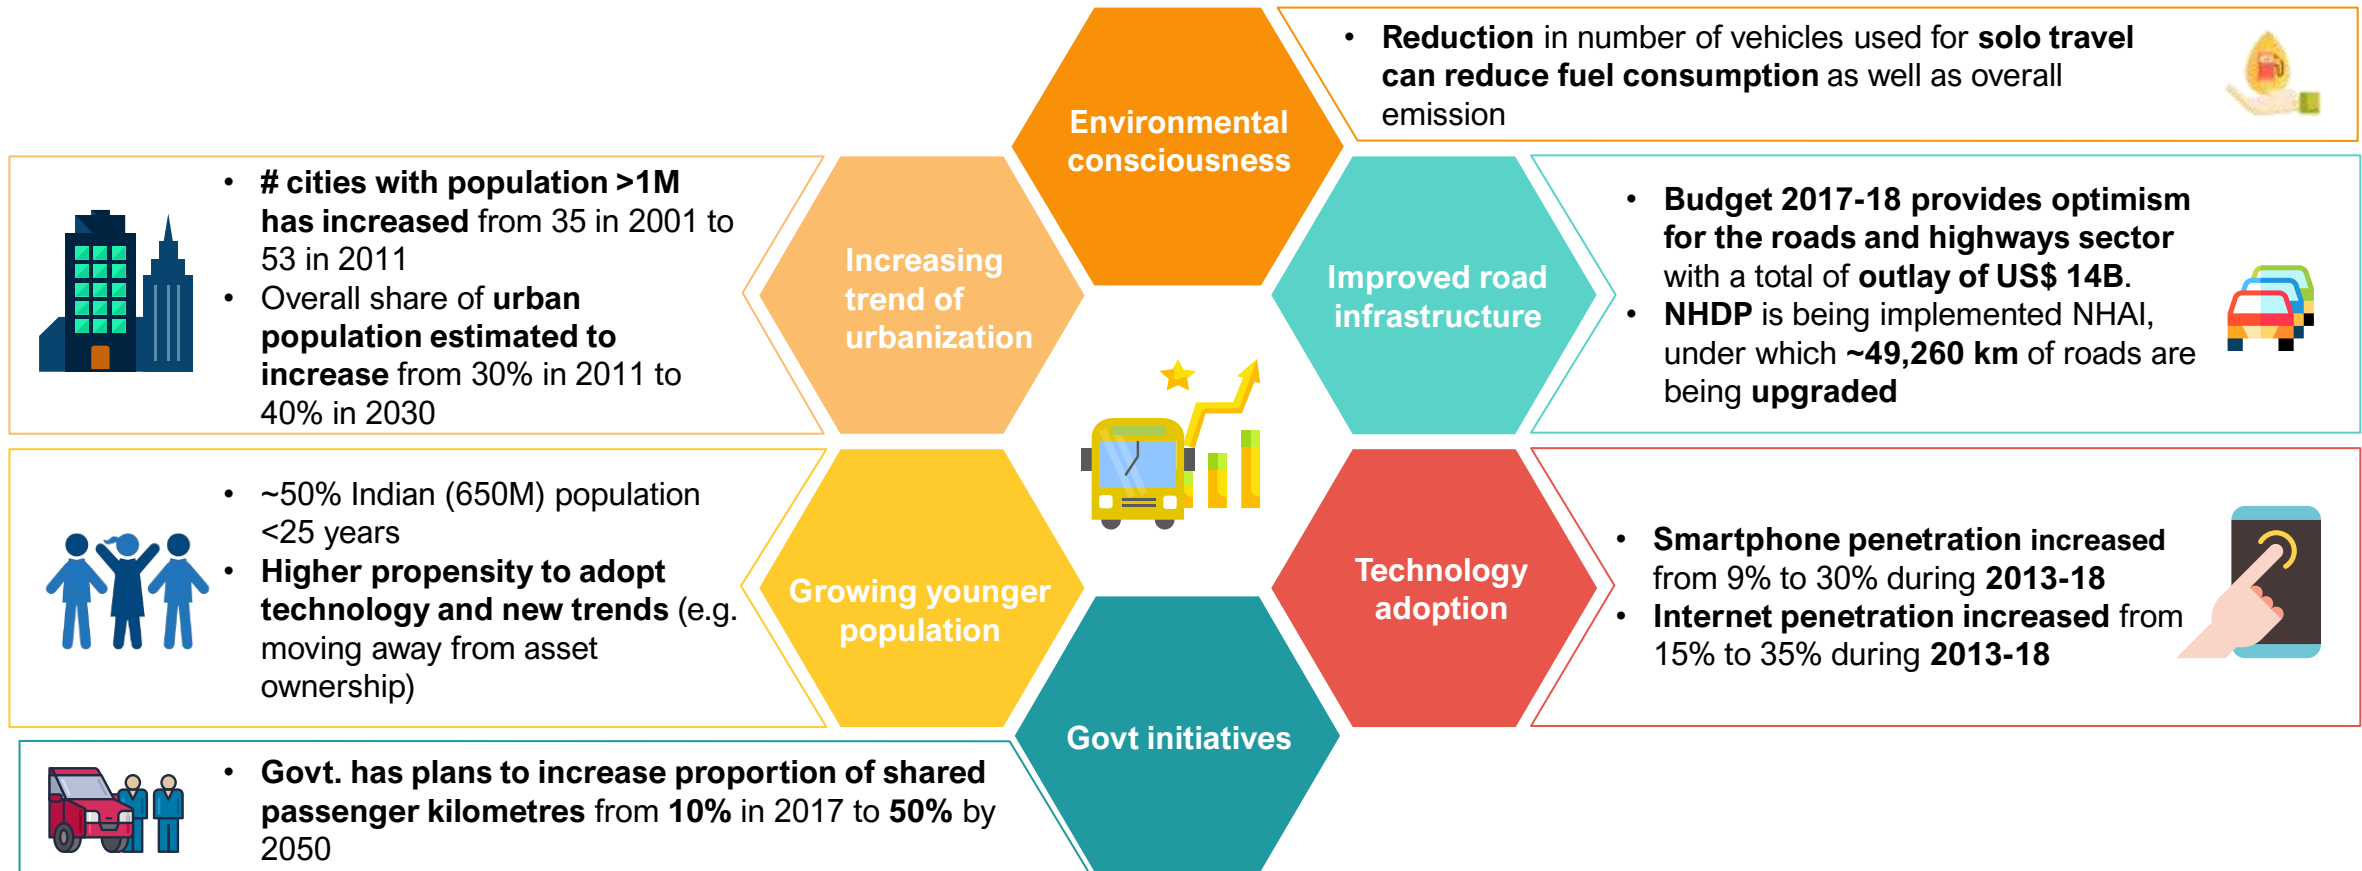 Environmental
consciousness
• Reduction in number of vehicles used for solo travel
can reduce fuel consumption as well as overall
emission
• # cities with population >1M
has increased from 35 in 2001 to
53 in 2011
• Overall share of urban
population estimated to
increase from 30% in 2011 to
40% in 2030
Increasing
trend of
urbanization
Improved road
infrastructure
• Budget 2017-18 provides optimism
for the roads and highways sector
with a total of outlay of US$ 14B.
• NHDP is being implemented NHAI,
under which ~49,260 km of roads are
being upgraded
• ~50% Indian (650M) population
<25 years
• Higher propensity to adopt
technology and new trends (e.g.
moving away from asset
ownership)
Growing younger
population
Technology
adoption
• Smartphone penetration increased
from 9% to 30% during 2013-18
• Internet penetration increased from
15% to 35% during 2013-18
Govt initiatives
• Govt. has plans to increase proportion of shared
passenger kilometres from 10% in 2017 to 50% by
2050